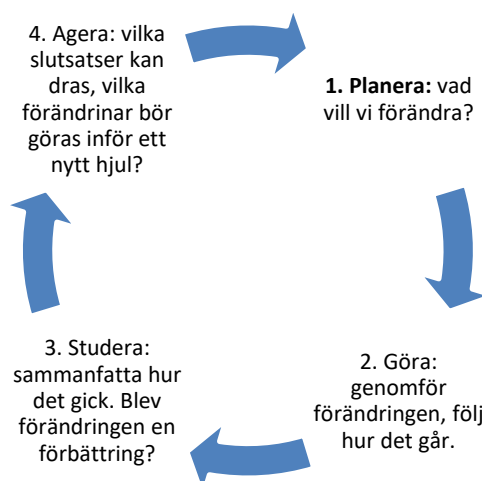 1. Planera: vad
vill vi förändra?
2. Göra:
genomför
förändringen, följ
hur det går.
3. Studera:
sammanfatta hur
det gick. Blev
förändringen en
förbättring?
4. Agera: vilka
slutsatser kan
dras, vilka
förändrinar bör
göras inför ett
nytt hjul?